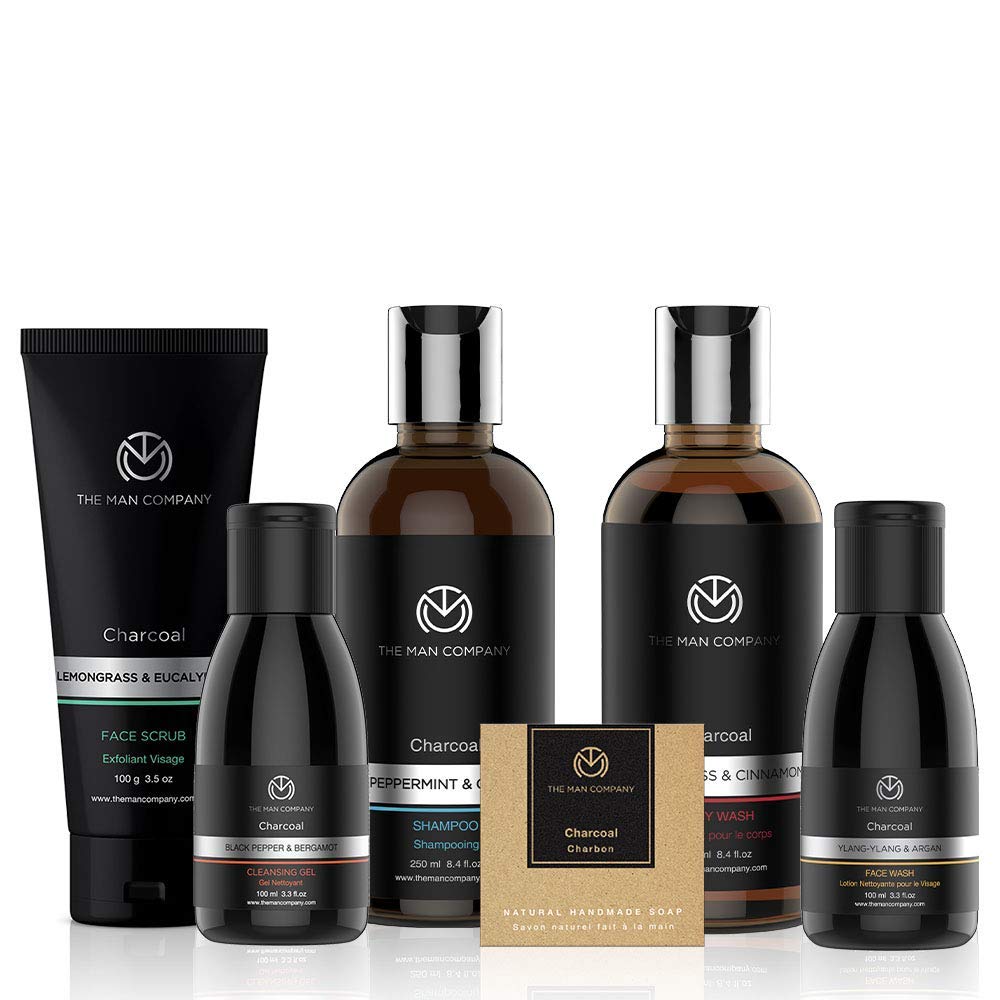 THE MAN COMPANY
Charcoal
LEMONGRASS & EUCALY
FACE SCRUB
Exfoliant Visage
100 g 3.5 oz
www.themancompany.com
THE MAN COMPANY
Charcoal
BLACK PEPPER & BERGAMOT
CLEANSING GEL
Gel Nettoyant
100 ml 3.3 fl.oz
www.themancompany.com
THE MAN COMPANY
Charcoal
PEPPERMINT &
SHAMPOO
Shampooing
250 ml 8.4 fl.oz
www.themancompany.com
THE MAN COMPANY
Charcoal
Charbon
NATURAL HANDMADE SOAP
Savon naturel fait à la main
THE MAN COMPANY
harcoal
SS & CINNAMON
Y WASH
pour le corps
ml 8.4 fl.oz
mancompany.com
THE MAN COMPANY
Charcoal
YLANG-YLANG & ARGAN
FACE WASH
Lotion Nettoyante pour le Visage
100 ml 3.3 fl.oz
www.themancompany.com